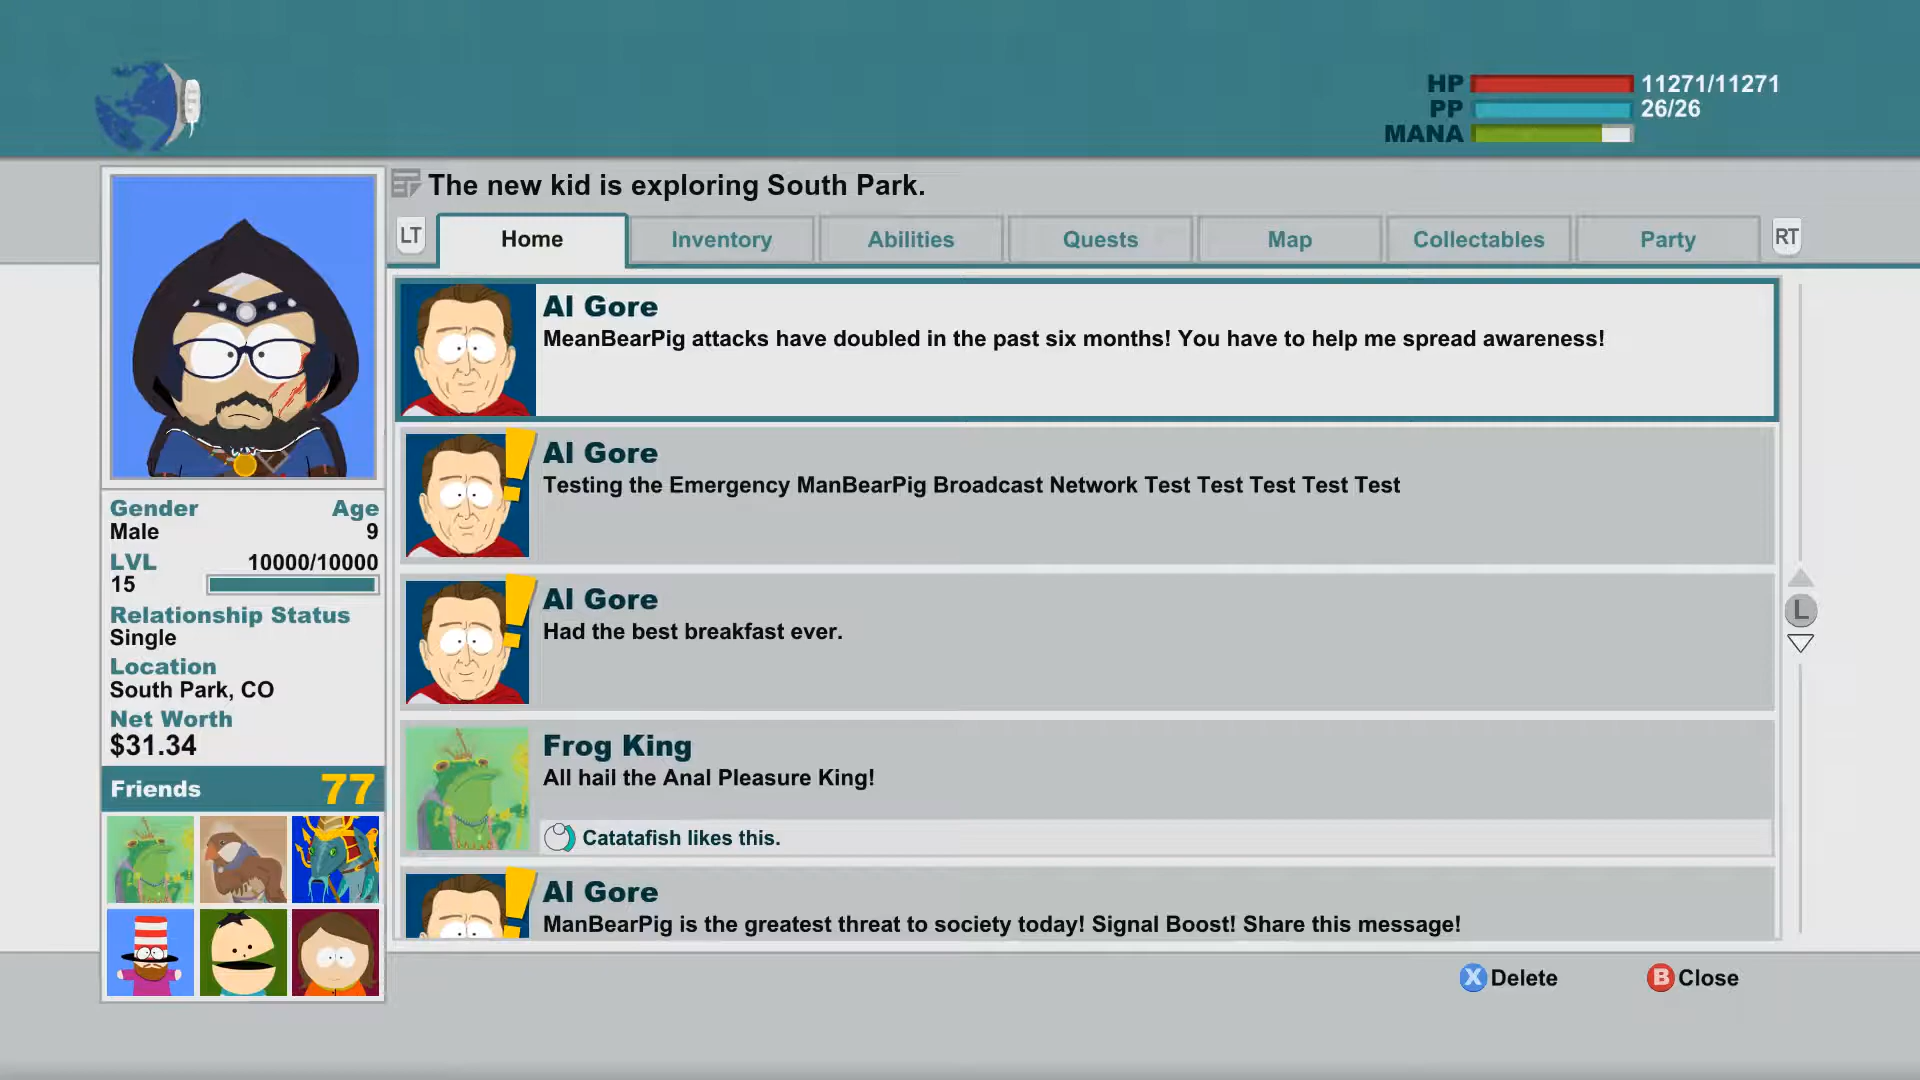 HP 11271/11271
PP 26/26
MANA
The new kid is exploring South Park.
LT Home Inventory Abilities Quests Map Collectables Party RT
Gender Age
Male 9
LVL 10000/10000
15
Relationship Status
Single
Location
South Park, CO
Net Worth
$31.34
Friends 77
Al Gore
MeanBearPig attacks have doubled in the past six months! You have to help me spread awareness!
Al Gore
Testing the Emergency ManBearPig Broadcast Network Test Test Test Test Test
Al Gore
Had the best breakfast ever.
Frog King
All hail the Anal Pleasure King!
Catatafish likes this.
Al Gore
ManBearPig is the greatest threat to society today! Signal Boost! Share this message!
L
X Delete B Close